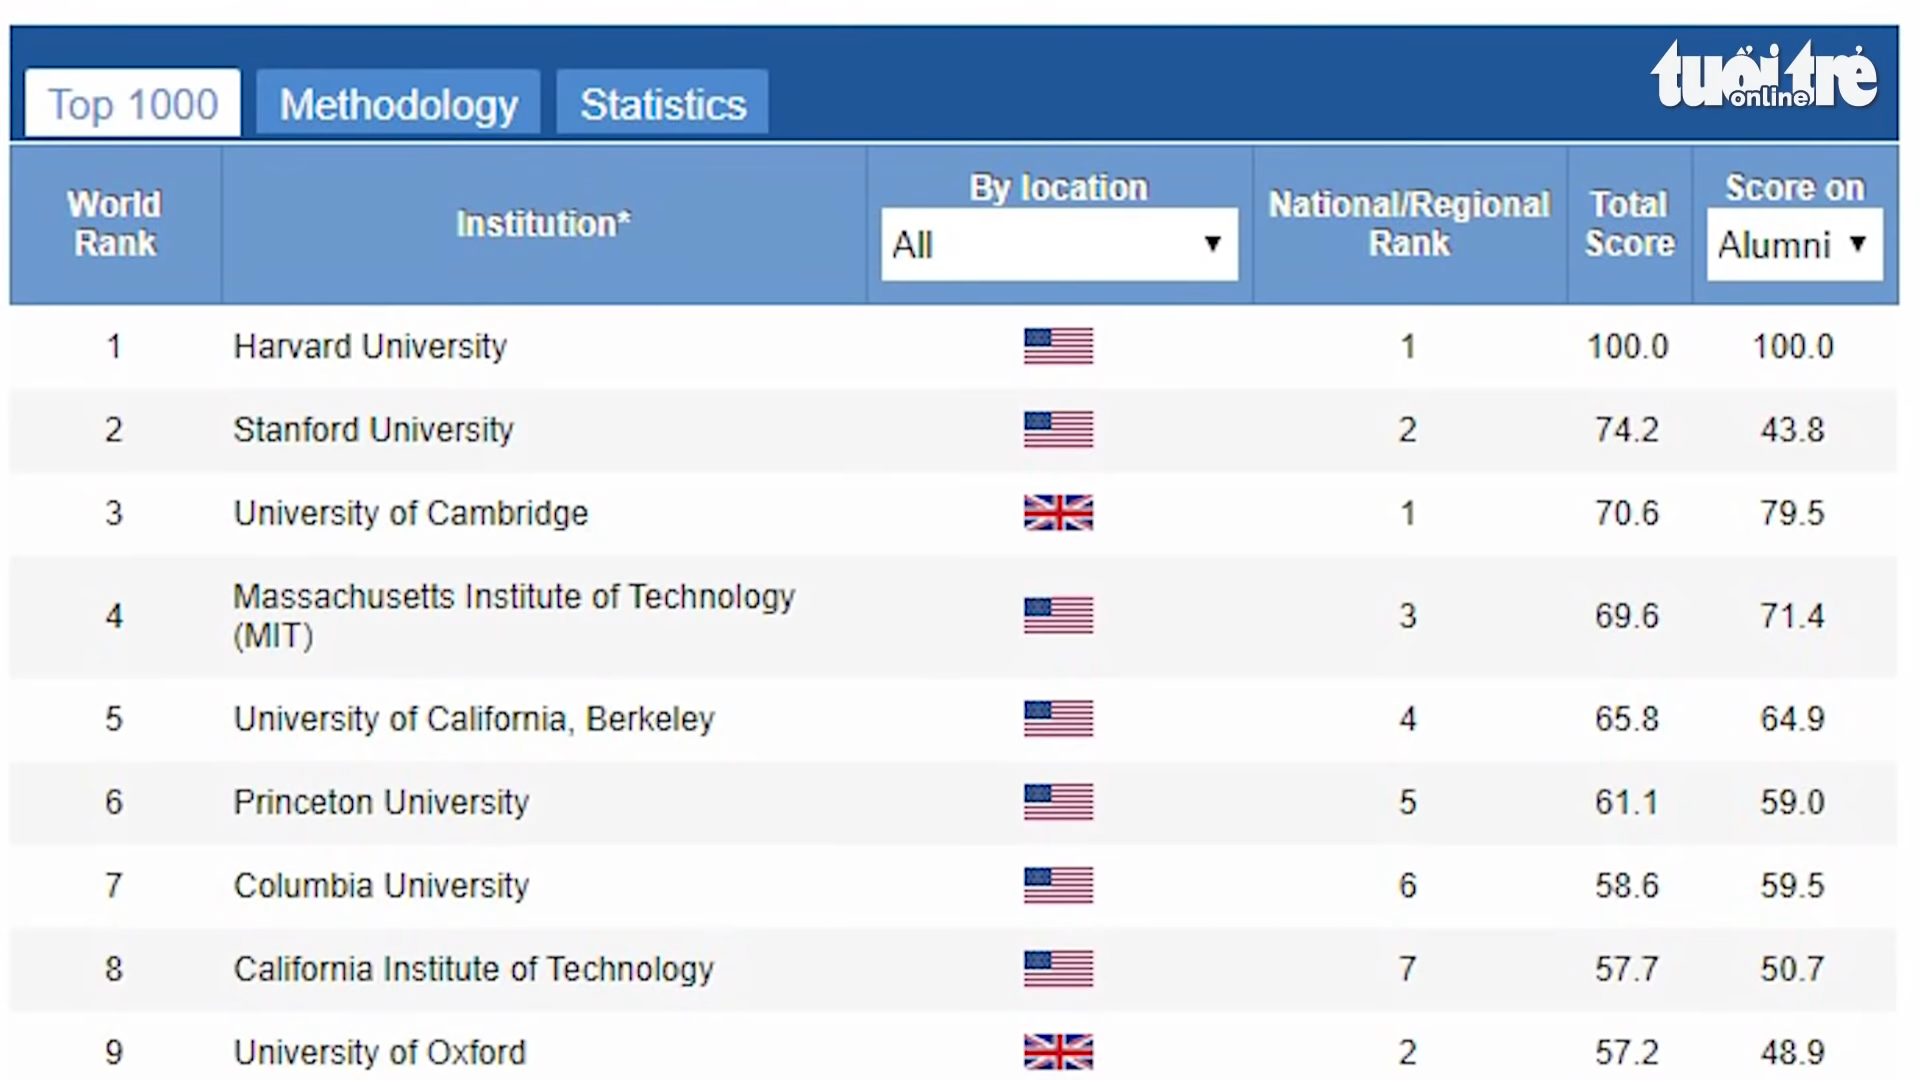 tuổi trẻ
online
Top 1000 Methodology Statistics
World Rank Institution* By location National/Regional Rank Total Score Score on
All Alumni
1 Harvard University 1 100.0 100.0
2 Stanford University 2 74.2 43.8
3 University of Cambridge 1 70.6 79.5
4 Massachusetts Institute of Technology (MIT) 3 69.6 71.4
5 University of California, Berkeley 4 65.8 64.9
6 Princeton University 5 61.1 59.0
7 Columbia University 6 58.6 59.5
8 California Institute of Technology 7 57.7 50.7
9 University of Oxford 2 57.2 48.9